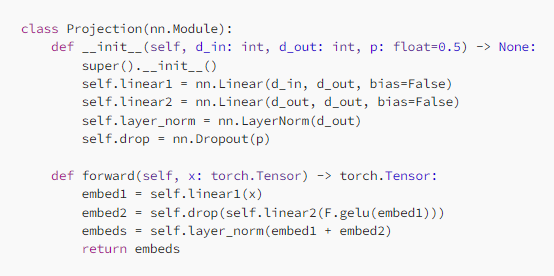 class Projection(nn.Module):
    def __init__(self, d_in: int, d_out: int, p: float=0.5) -> None:
        super().__init__()
        self.linear1 = nn.Linear(d_in, d_out, bias=False)
        self.linear2 = nn.Linear(d_out, d_out, bias=False)
        self.layer_norm = nn.LayerNorm(d_out)
        self.drop = nn.Dropout(p)

    def forward(self, x: torch.Tensor) -> torch.Tensor:
        embed1 = self.linear1(x)
        embed2 = self.drop(self.linear2(F.gelu(embed1)))
        embeds = self.layer_norm(embed1 + embed2)
        return embeds